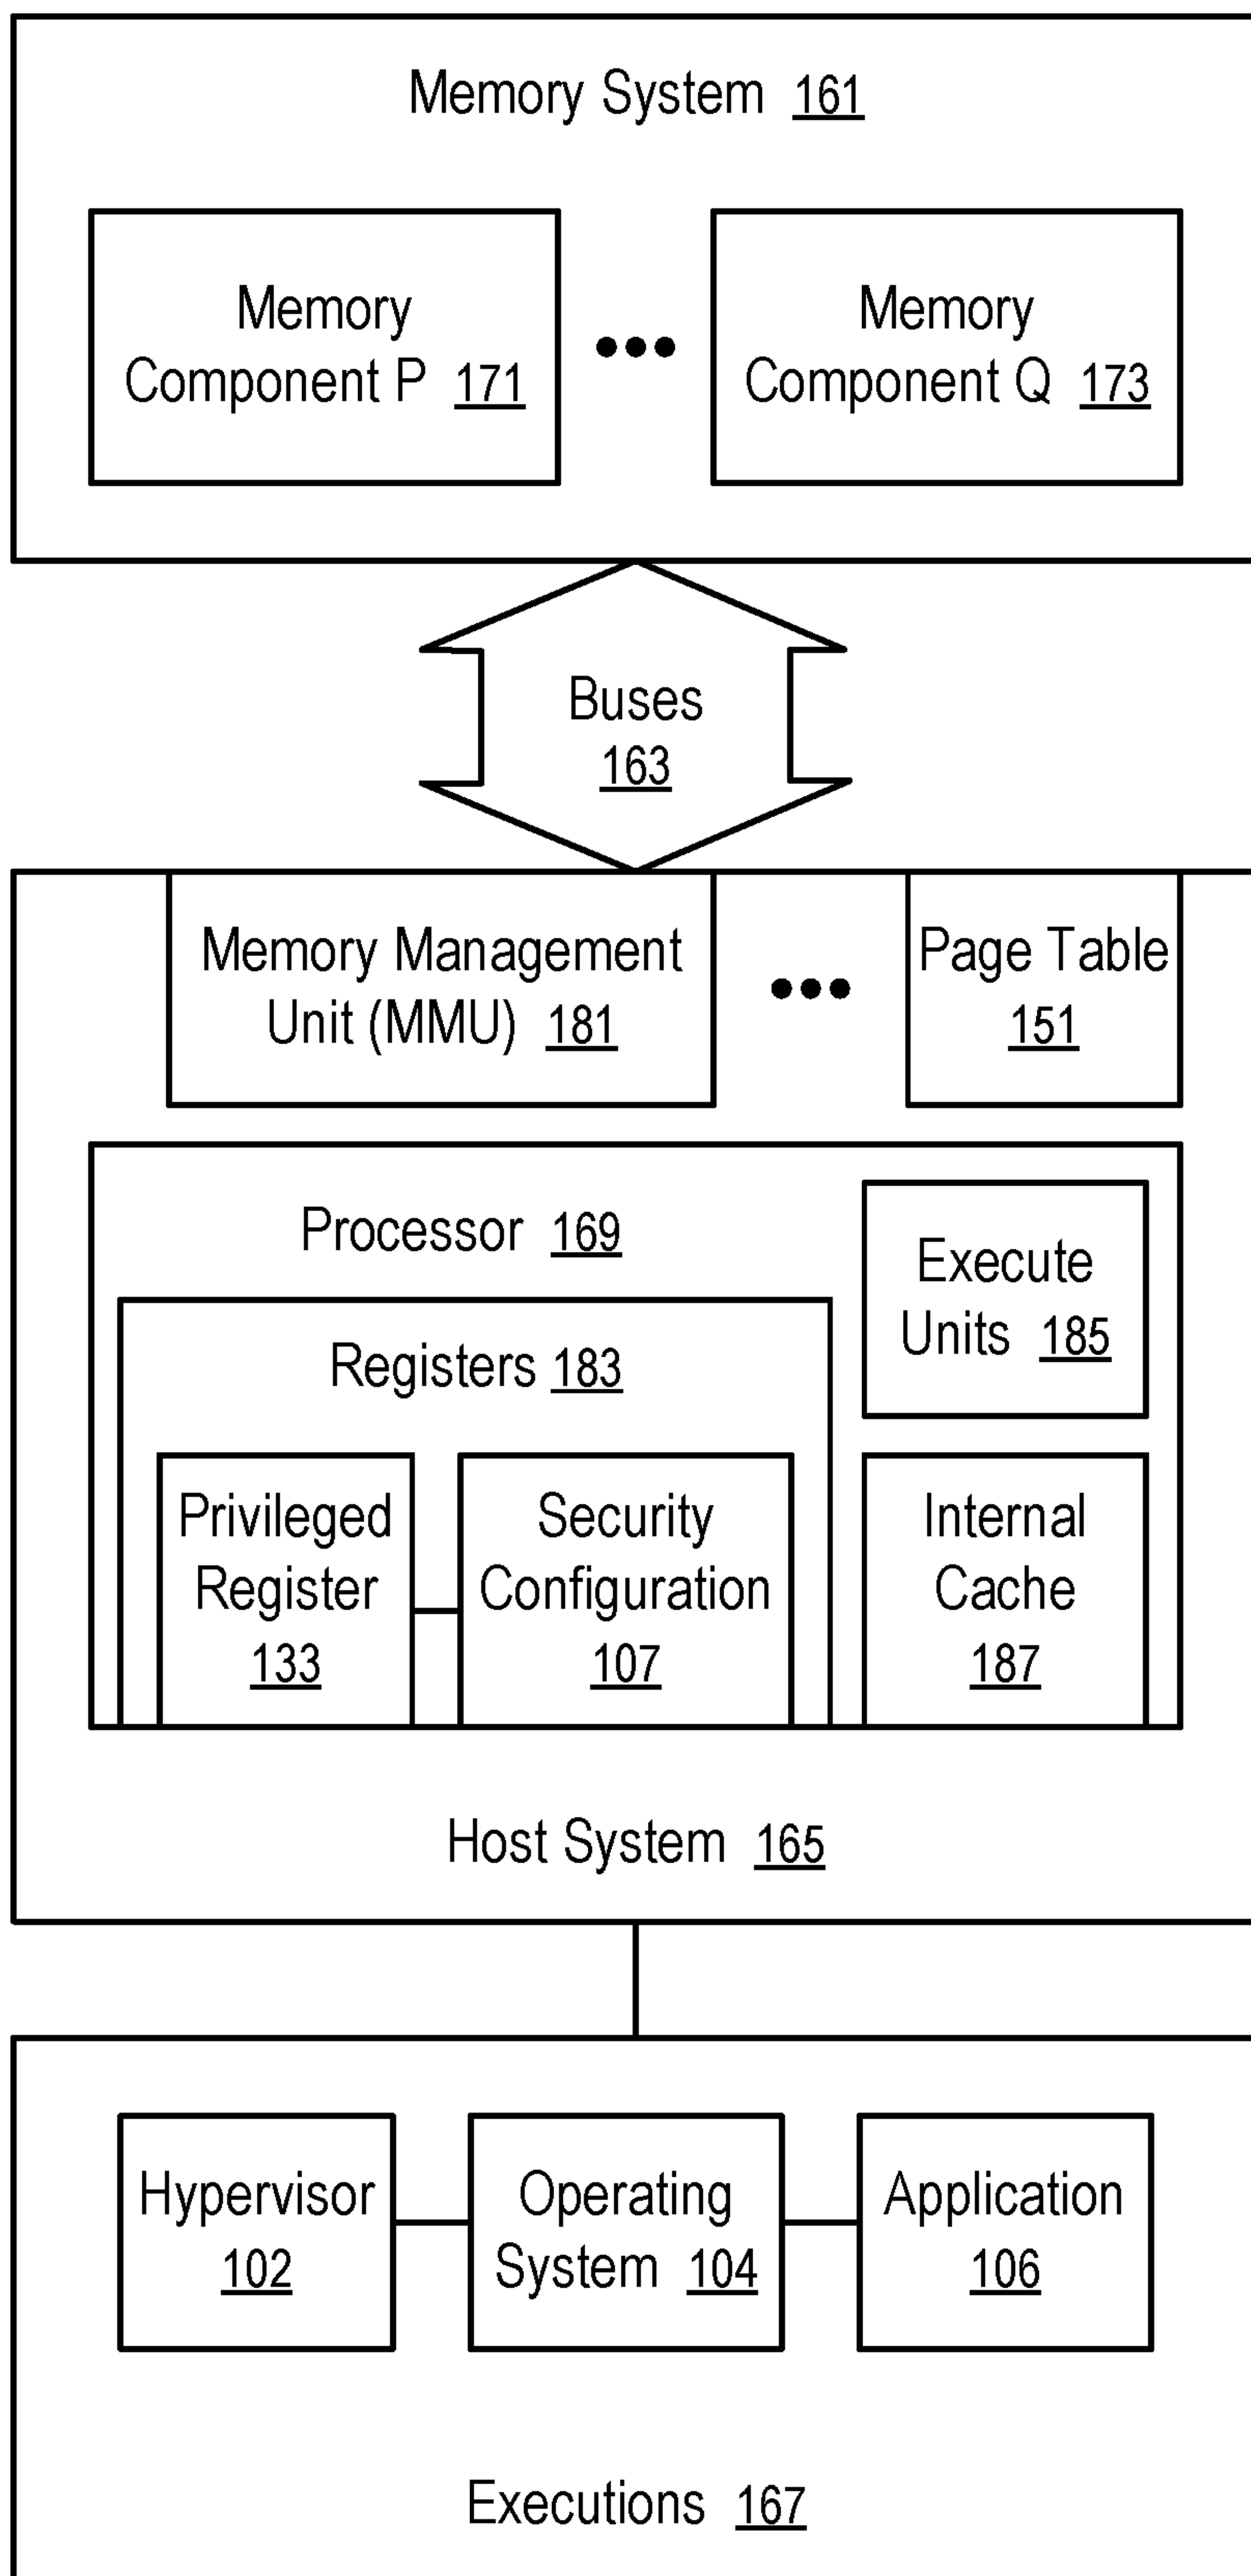 Memory System 161
Memory
Component P 171
Memory
Component Q 173
Buses
163
Memory Management
Unit (MMU) 181
Page Table
151
Processor 169
Execute
Units 185
Registers 183
Privileged
Register
133
Security
Configuration
107
Internal
Cache
187
Host System 165
Hypervisor
102
Operating
System 104
Application
106
Executions 167